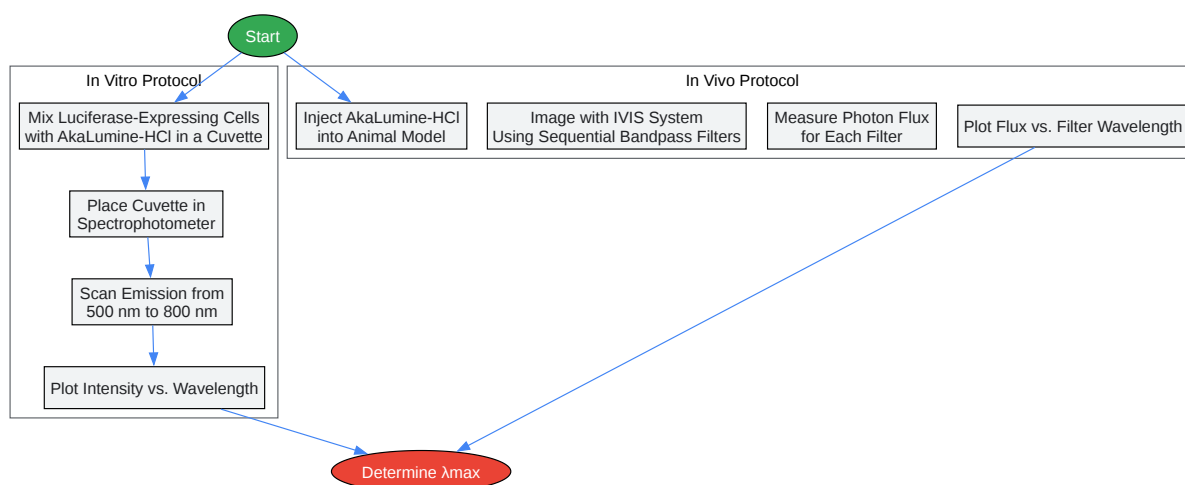 Start
In Vitro Protocol
Mix Luciferase-Expressing Cells
with AkaLumine-HCl in a Cuvette
Place Cuvette in
Spectrophotometer
Scan Emission from
500 nm to 800 nm
Plot Intensity vs. Wavelength
In Vivo Protocol
Inject AkaLumine-HCl
into Animal Model
Image with IVIS System
Using Sequential Bandpass Filters
Measure Photon Flux
for Each Filter
Plot Flux vs. Filter Wavelength
Determine λmax